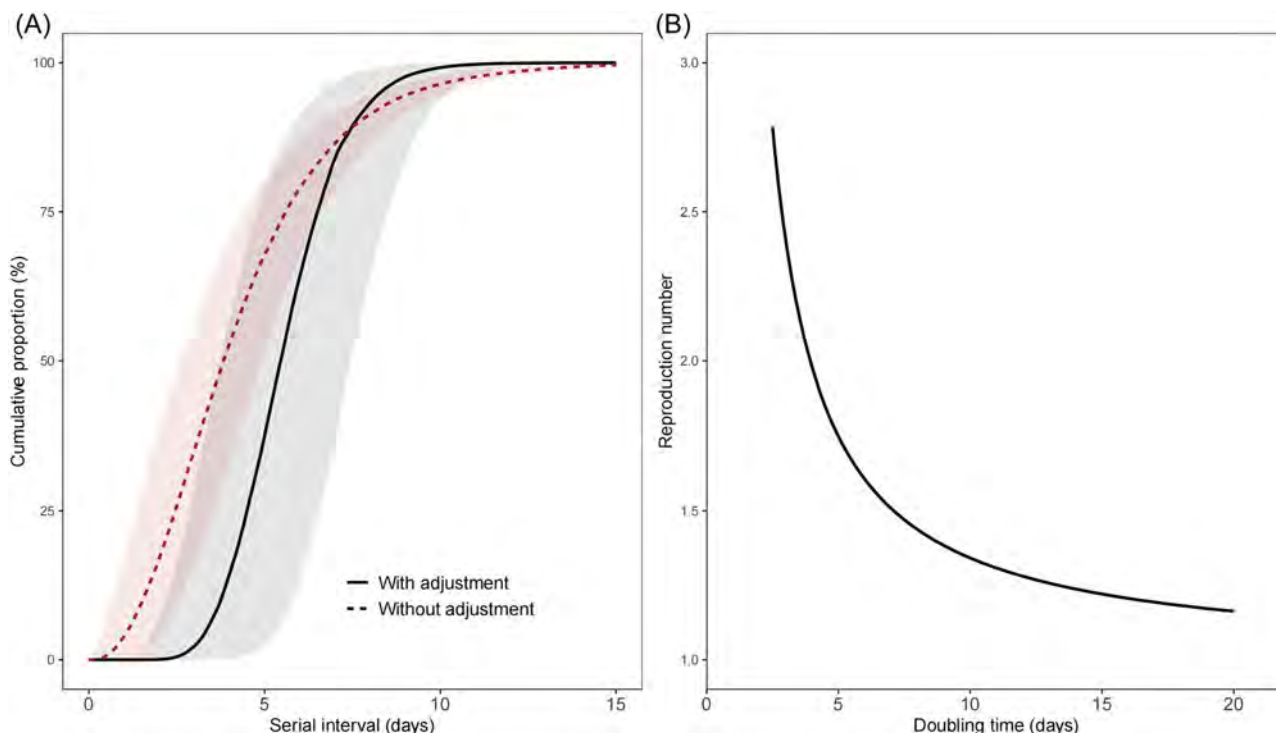 (A)
100
75
50
25
0
Cumulative proportion (%)
With adjustment
Without adjustment
0 5 10 15
Serial interval (days)
(B)
3.0
2.5
2.0
1.5
1.0
Reproduction number
0 5 10 15 20
Doubling time (days)